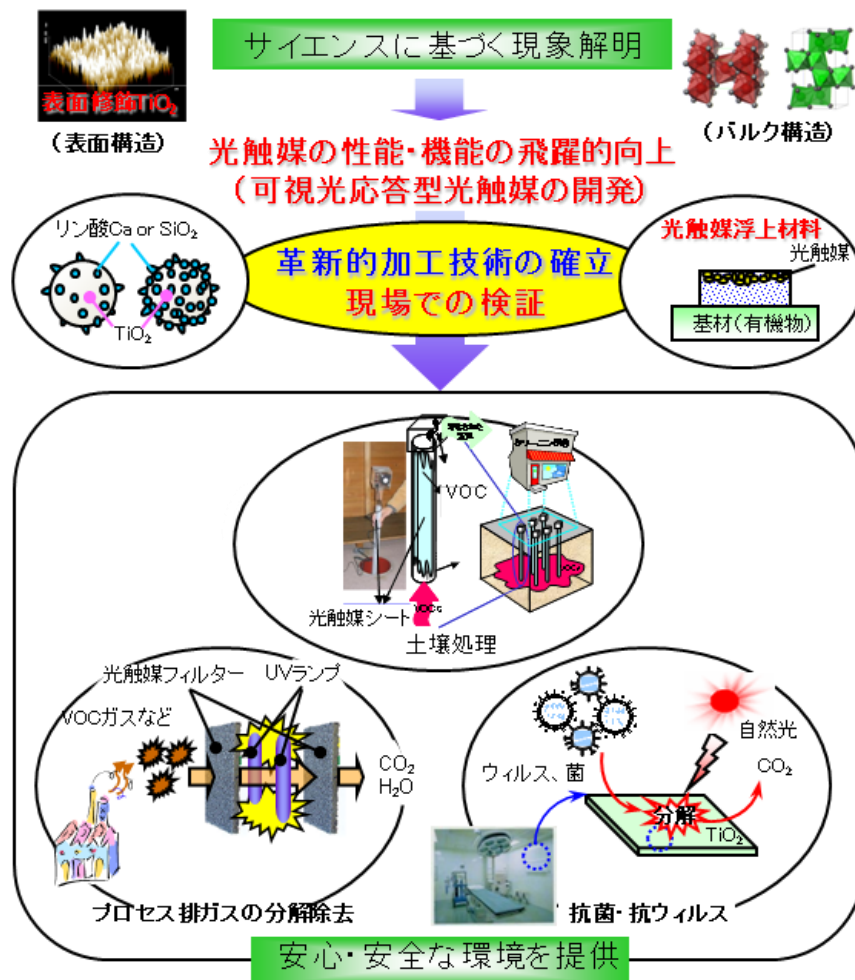 サイエンスに基づく現象解明
表面修飾TiO₂
(表面構造)
(バルク構造)
光触媒の性能・機能の飛躍的向上
(可視光応答型光触媒の開発)
リン酸Ca or SiO₂
TiO₂
革新的加工技術の確立
現場での検証
光触媒浮上材料
光触媒
基材(有機物)
VOC
光触媒シート
VOCs
土壌処理
光触媒フィルター
UVランプ
VOCガスなど
CO₂
H₂O
プロセス排ガスの分解除去
自然光
ウィルス、菌
CO₂
分解
TiO₂
抗菌・抗ウィルス
安心・安全な環境を提供